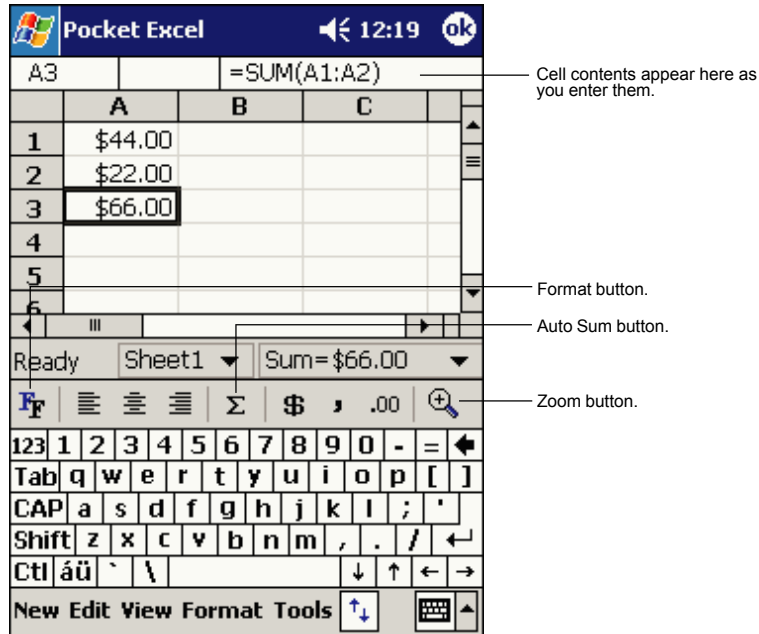 Pocket Excel 12:19 ok
A3 =SUM(A1:A2)
Cell contents appear here as
you enter them.
A B C
1 $44.00
2 $22.00
3 $66.00
4
5
6
Format button.
Auto Sum button.
Ready Sheet1 Sum=$66.00
FF Σ $ , .00
Zoom button.
123 1 2 3 4 5 6 7 8 9 0 - =
Tab q w e r t y u i o p [ ]
CAP a s d f g h j k l ; '
Shift z x c v b n m , . /
Ctl áü ` \ ↓ ↑ ← →
New Edit View Format Tools